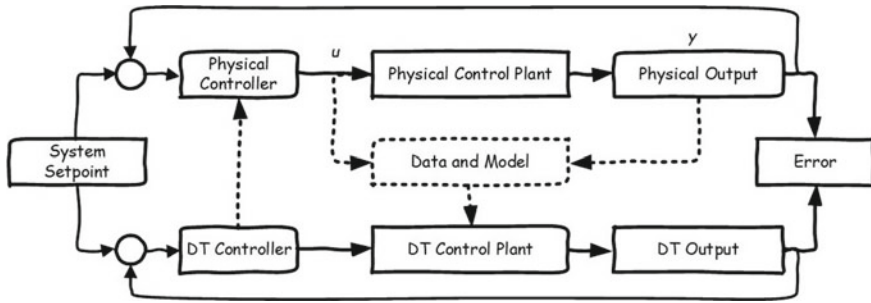 u
y
Physical
Controller
Physical Control Plant
Physical Output
System
Setpoint
Data and Model
Error
DT Controller
DT Control Plant
DT Output